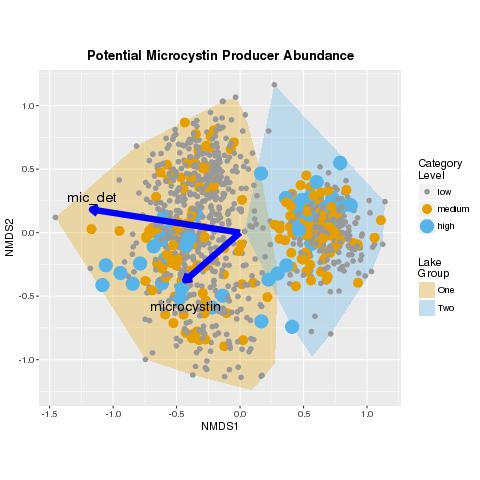 Potential Microcystin Producer Abundance
1.0
0.5
0.0
-0.5
-1.0
NMDS2
mic_det
microcystin
-1.5 -1.0 -0.5 0.0 0.5 1.0
NMDS1
Category
Level
low
medium
high
Lake
Group
One
Two